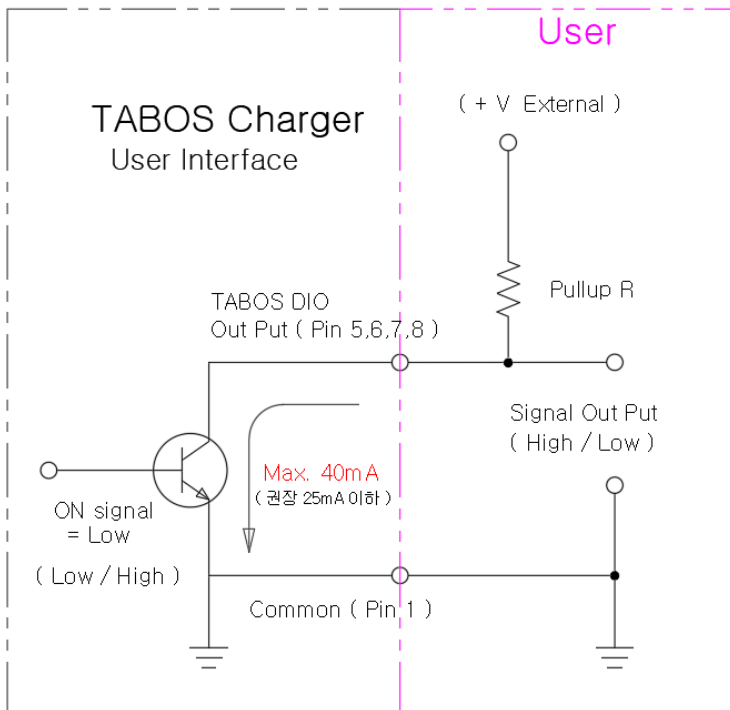 User
( + V External )
TABOS Charger
User Interface
Pullup R
TABOS DIO
Out Put ( Pin 5,6,7,8 )
Signal Out Put
( High / Low )
Max. 40mA
( 권장 25mA 이하 )
ON signal
= Low
( Low / High )
Common ( Pin 1 )